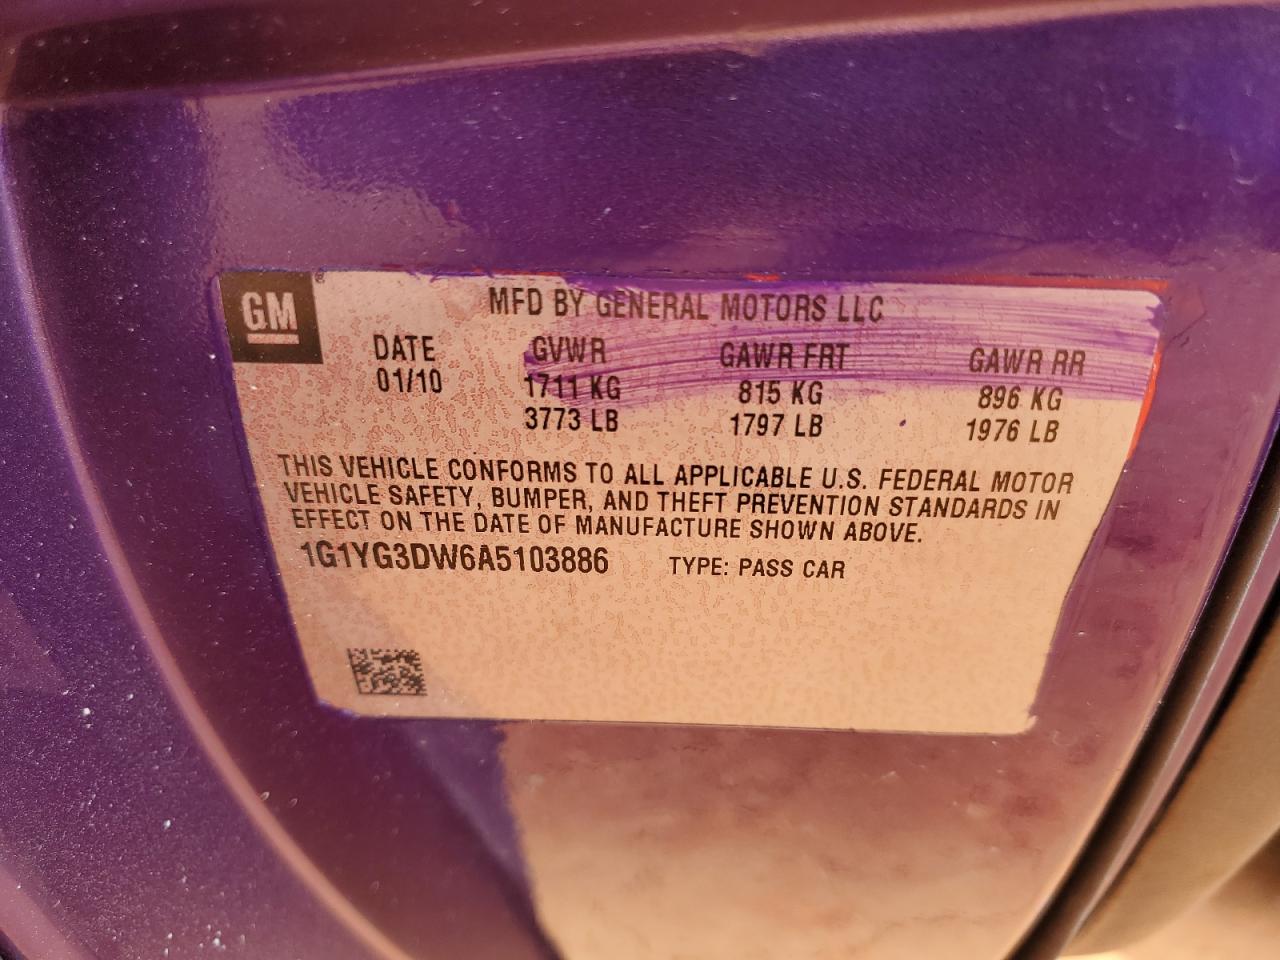 GM
MFD BY GENERAL MOTORS LLC
DATE GVWR GAWR FRT GAWR RR
01/10 1711 KG 815 KG 896 KG
3773 LB 1797 LB 1976 LB
THIS VEHICLE CONFORMS TO ALL APPLICABLE U.S. FEDERAL MOTOR
VEHICLE SAFETY, BUMPER, AND THEFT PREVENTION STANDARDS IN
EFFECT ON THE DATE OF MANUFACTURE SHOWN ABOVE.
1G1YG3DW6A5103886 TYPE: PASS CAR